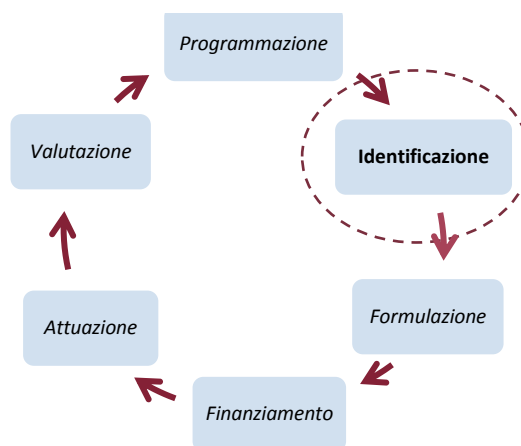 Programmazione
Identificazione
Formulazione
Finanziamento
Attuazione
Valutazione